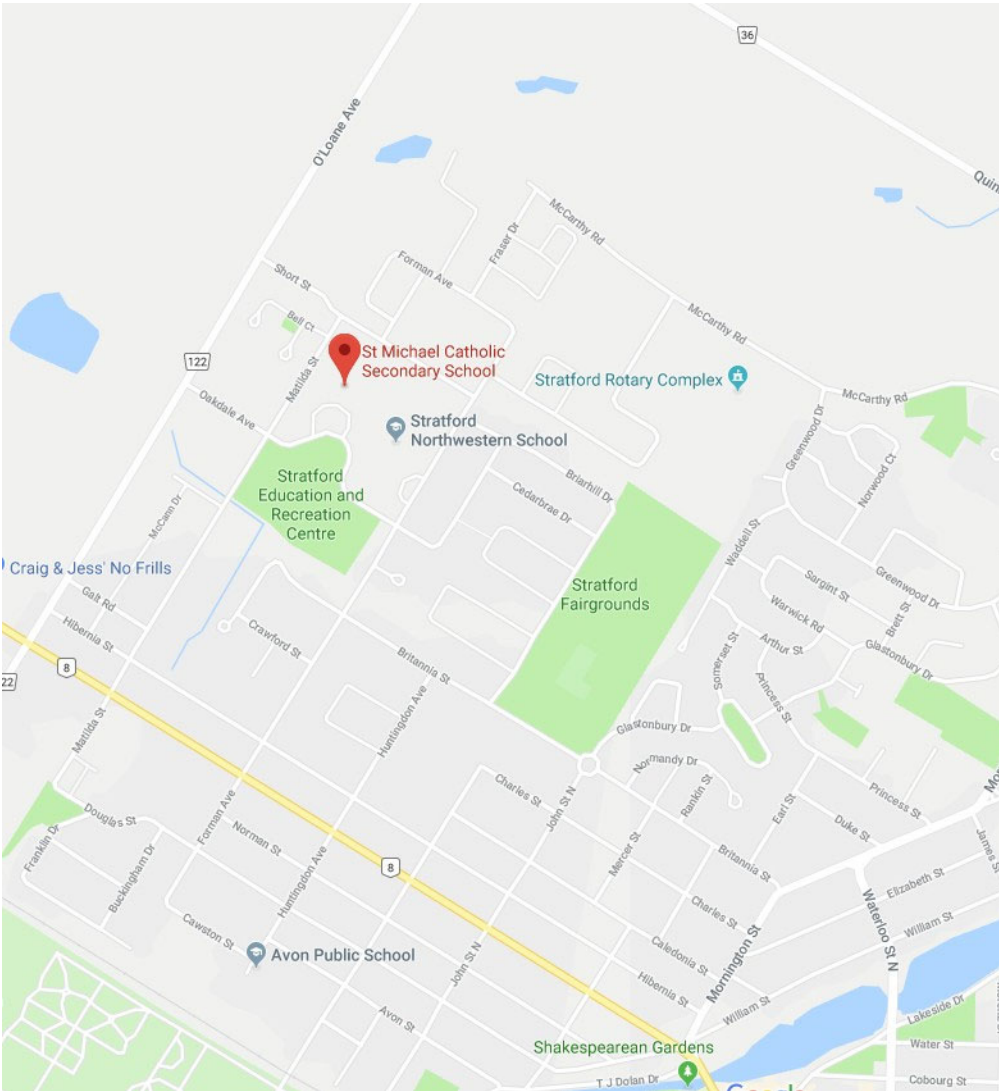 36
O'Loane Ave
Quin
McCarthy Rd
Fraser Dr
Forman Ave
Short St
Bell Ct
McCarthy Rd
122
Matilda St
St Michael Catholic
Secondary School
Stratford Rotary Complex
McCarthy Rd
Oakdale Ave
Stratford
Northwestern School
Greenwood Dr
Norwood Ct
Stratford
Education and
Recreation
Centre
Briarhill Dr
Cedarbrae Dr
McCann Dr
Waddell St
Craig & Jess' No Frills
Stratford
Fairgrounds
Sargint St
Greenwood Dr
Galt Rd
Warwick Rd
Brett St
Hibernia St
Crawford St
Arthur St
Britannia St
Somerset St
Glastonbury Dr
8
22
Princess St
Matilda St
Huntingdon Ave
Glastonbury Dr
Normandy Dr
Charles St
Rankin St
Princess St
Mor
John St N
Earl St
Douglas St
Forman Ave
Norman St
Duke St
Franklin Dr
Mercer St
Britannia St
James S
8
Buckingham Dr
Huntingdon Ave
Elizabeth St
Charles St
Waterloo St N
William St
Cawston St
Avon Public School
John St N
Caledonia St
Mornington St
Hibernia St
William St
Avon St
Lakeside Dr
Shakespearean Gardens
Water St
T J Dolan Dr
Google
Cobourg St